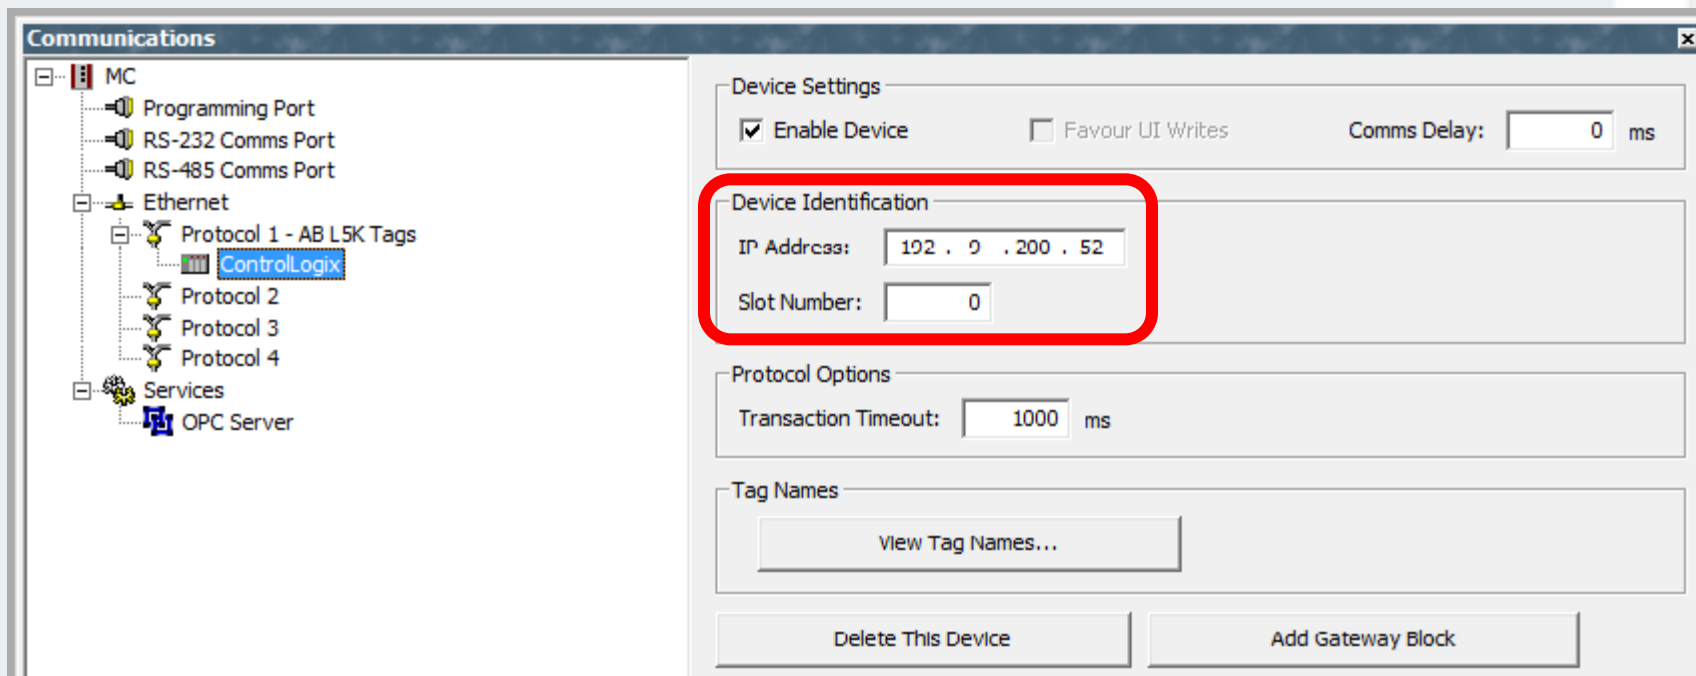 Communications
MC
Programming Port
RS-232 Comms Port
RS-485 Comms Port
Ethernet
Protocol 1 - AB L5K Tags
ControlLogix
Protocol 2
Protocol 3
Protocol 4
Services
OPC Server
Device Settings
Enable Device
Favour UI Writes
Comms Delay: 0 ms
Device Identification
IP Address: 192 . 9 . 200 . 52
Slot Number: 0
Protocol Options
Transaction Timeout: 1000 ms
Tag Names
View Tag Names...
Delete This Device
Add Gateway Block